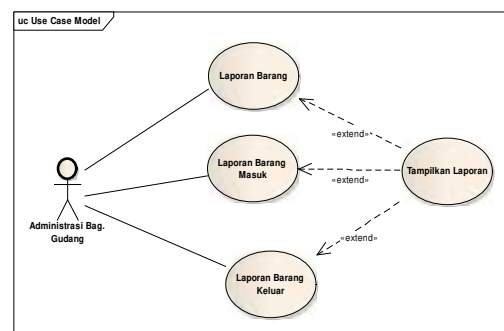 uc Use Case Model
Laporan Barang
«extend»
Laporan Barang
Masuk
«extend»
Tampilkan Laporan
Administrasi Bag.
Gudang
«extend»
Laporan Barang
Keluar